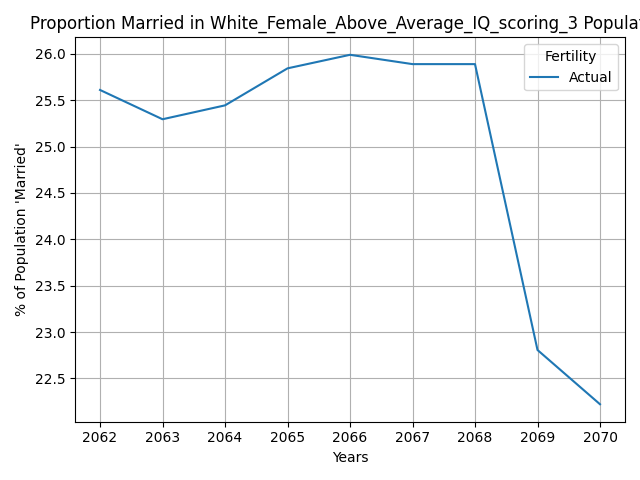 Proportion Married in White_Female_Above_Average_IQ_scoring_3 Populat
26.0
25.5
25.0
24.5
24.0
23.5
23.0
22.5
% of Population 'Married'
Fertility
Actual
2062 2063 2064 2065 2066 2067 2068 2069 2070
Years